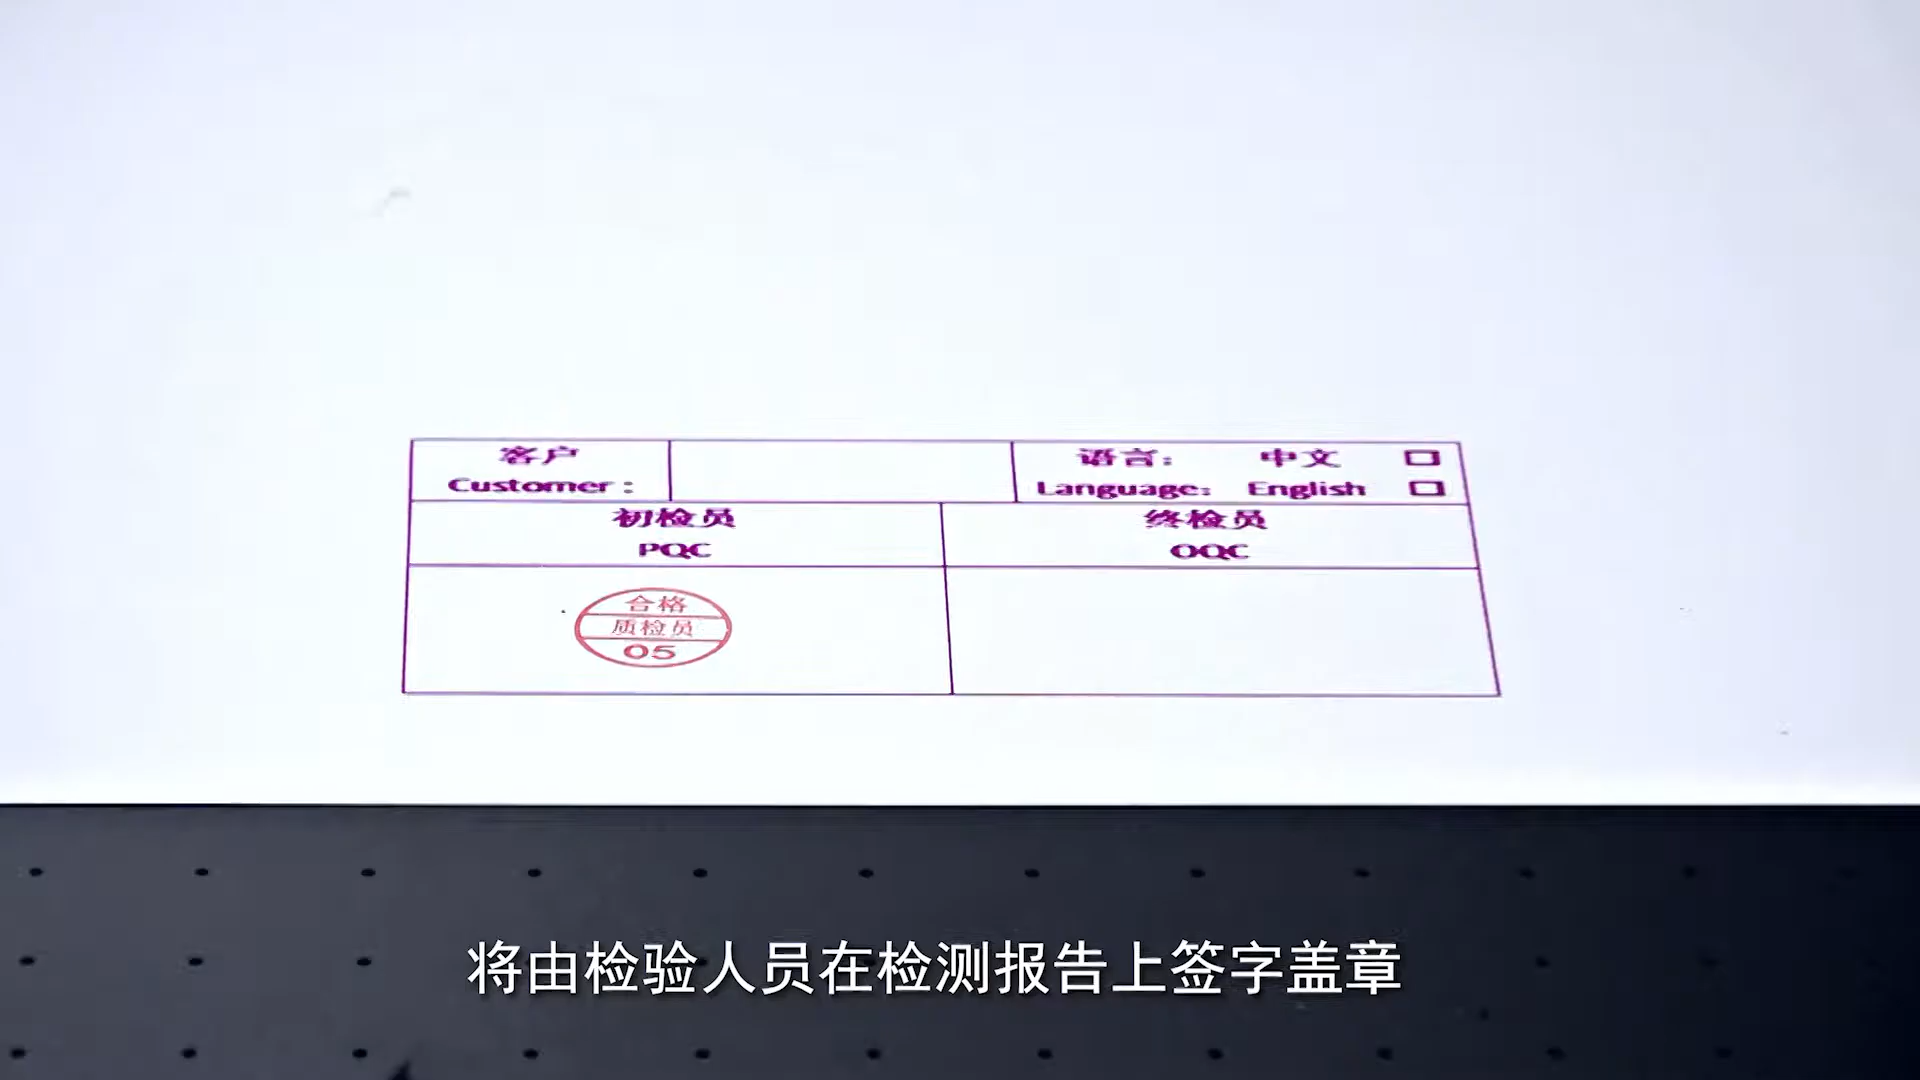 客户
Customer：
语言： 中文 □
Language： English □
初检员
PQC
终检员
OQC
合格
质检员
05
将由检验人员在检测报告上签字盖章